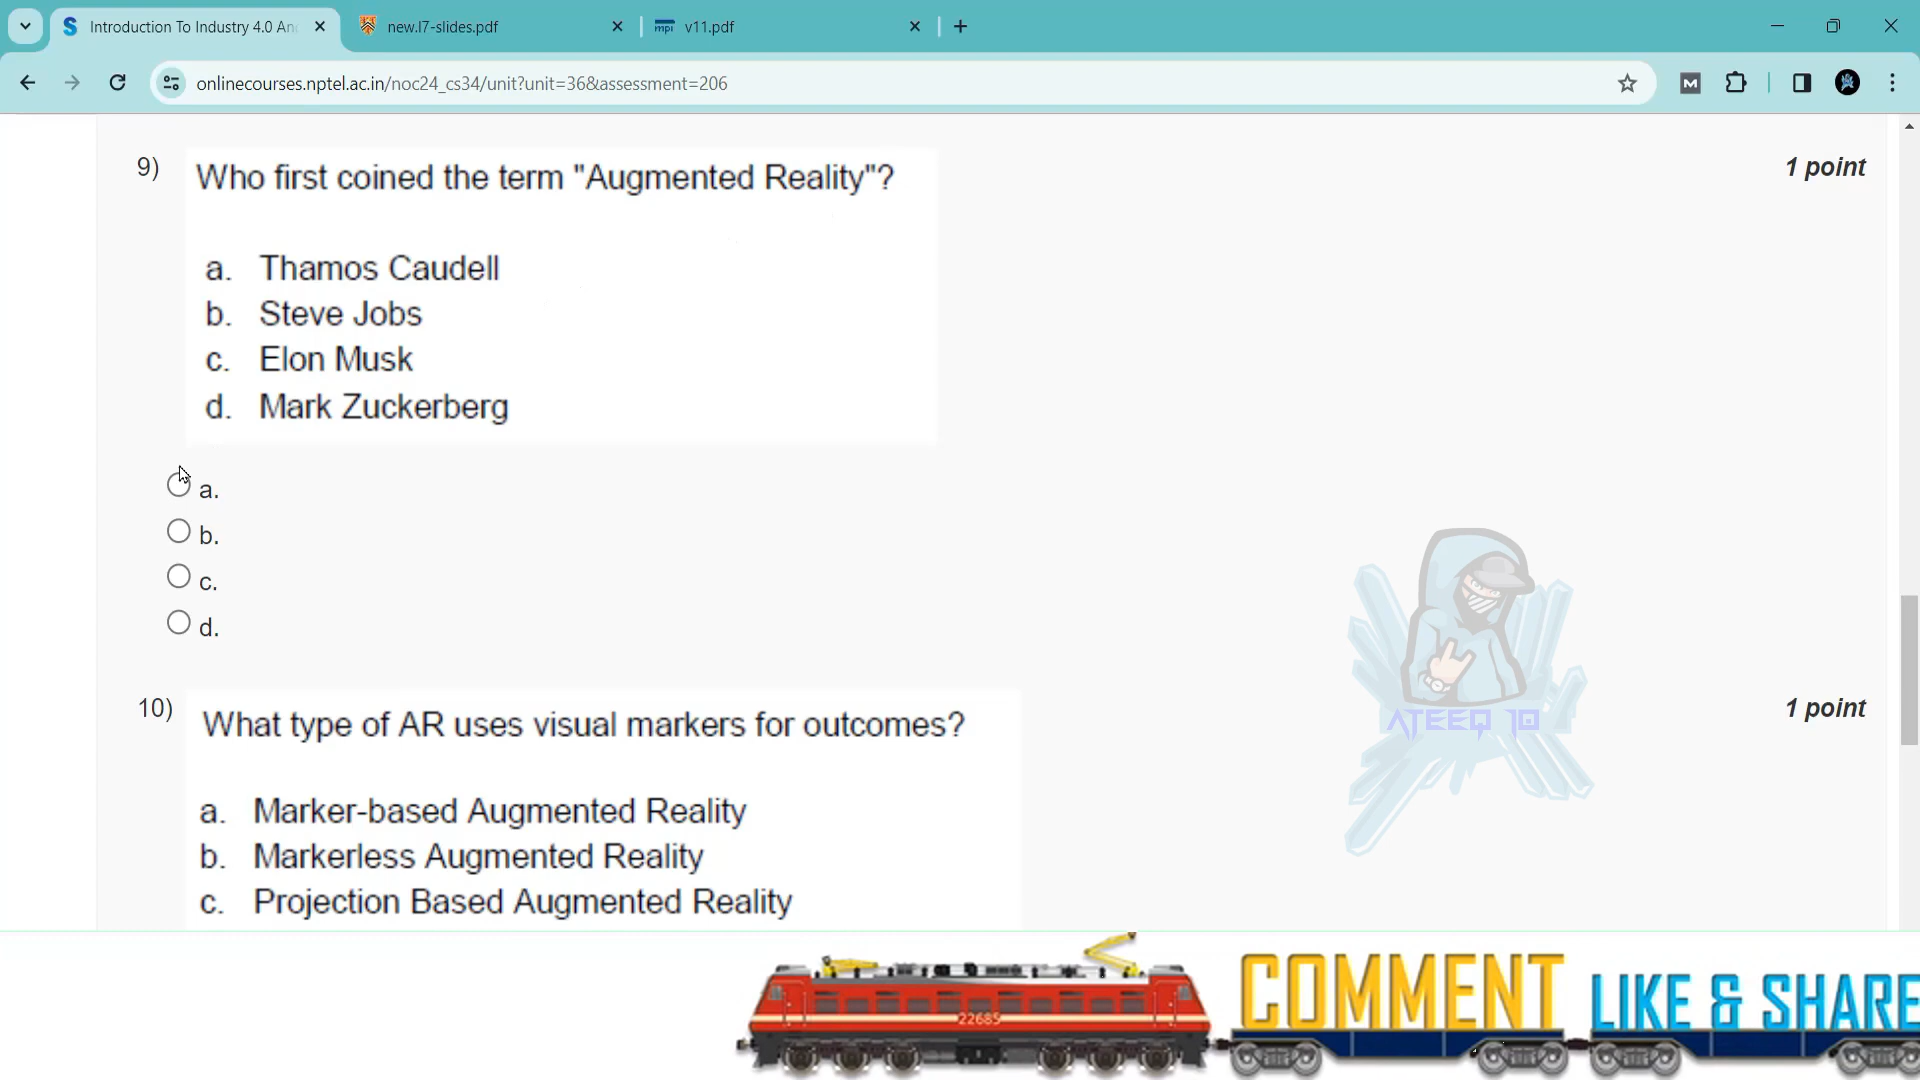 Introduction To Industry 4.0 An
new.l7-slides.pdf
mpi v11.pdf
onlinecourses.nptel.ac.in/noc24_cs34/unit?unit=36&assessment=206
M
9) Who first coined the term "Augmented Reality"? 1 point
a. Thamos Caudell
b. Steve Jobs
c. Elon Musk
d. Mark Zuckerberg
a.
b.
c.
d.
ATEEQ 10
10) What type of AR uses visual markers for outcomes? 1 point
a. Marker-based Augmented Reality
b. Markerless Augmented Reality
c. Projection Based Augmented Reality
22685
COMMENT LIKE & SHARE